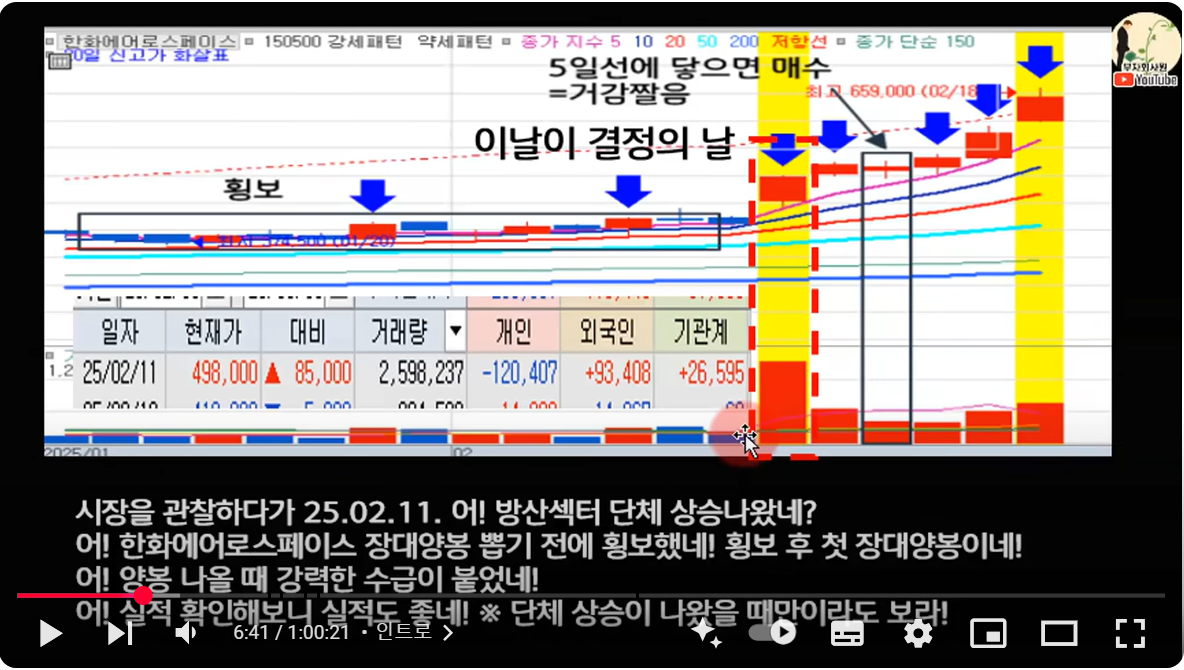 한화에어로스페이스 150500 강세패턴 약세패턴 종가 지수 5 10 20 50 200 저항선 종가 단순 150
20일 신고가 화살표
부자회사원
YouTube
5일선에 닿으면 매수
=거감짤음
최고 659,000 (02/18)
이날이 결정의 날
횡보
최저 374,500 (01/20)
일자 현재가 대비 거래량 ▼ 개인 외국인 기관계
25/02/11 498,000 ▲ 85,000 2,598,237 -120,407 +93,408 +26,595
1.2
2025/01 02
시장을 관찰하다가 25.02.11. 어! 방산섹터 단체 상승나왔네?
어! 한화에어로스페이스 장대양봉 뽑기 전에 횡보했네! 횡보 후 첫 장대양봉이네!
어! 양봉 나올 때 강력한 수급이 붙었네!
어! 실적 확인해보니 실적도 좋네! ※ 단체 상승이 나왔을 때만이라도 보라!
6:41 / 1:00:21 • 인트로 >